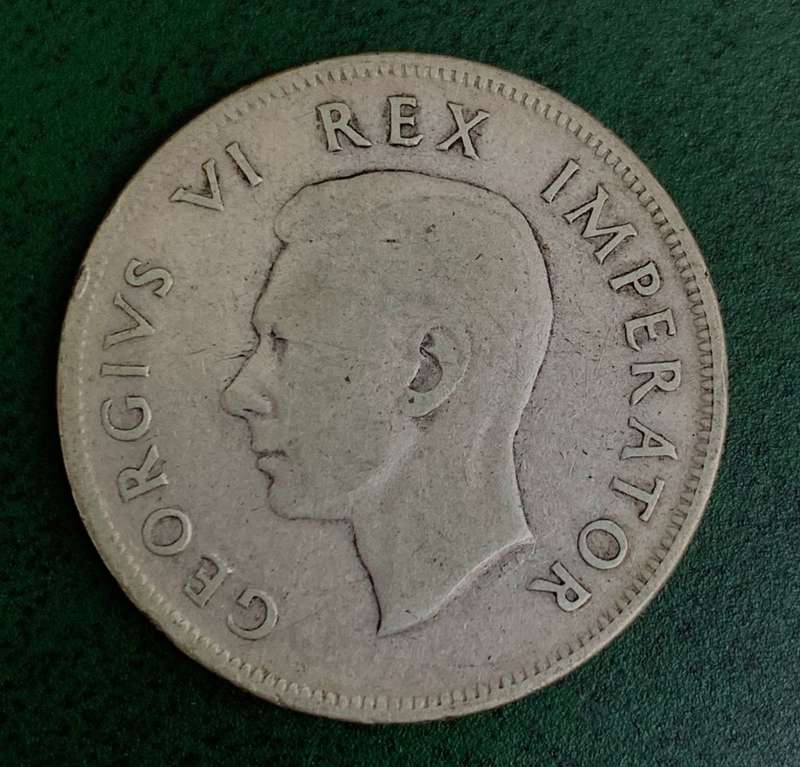 GEORGIVS VI REX IMPERATOR